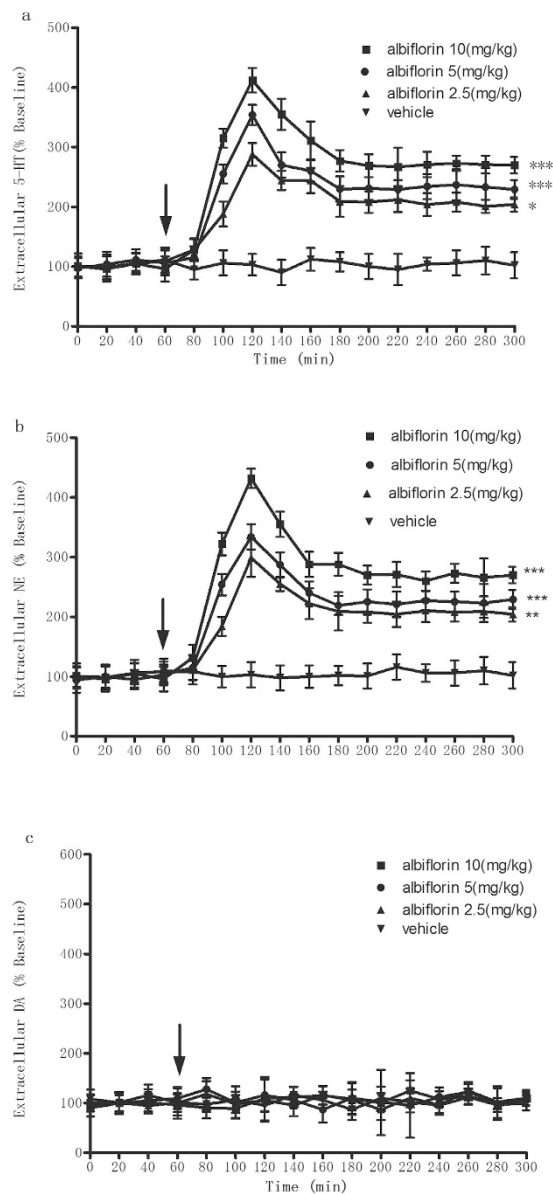 a
Extracellular 5-HT(% Baseline)
500
400
300
200
100
0
albiflorin 10(mg/kg)
albiflorin 5(mg/kg)
albiflorin 2.5(mg/kg)
vehicle
***
***
*
0 20 40 60 80 100 120 140 160 180 200 220 240 260 280 300
Time (min)
b
Extracellular NE (% Baseline)
500
400
300
200
100
0
albiflorin 10(mg/kg)
albiflorin 5(mg/kg)
albiflorin 2.5(mg/kg)
vehicle
***
***
**
0 20 40 60 80 100 120 140 160 180 200 220 240 260 280 300
Time (min)
c
Extracellular DA (% Baseline)
600
500
400
300
200
100
0
albiflorin 10(mg/kg)
albiflorin 5(mg/kg)
albiflorin 2.5(mg/kg)
vehicle
0 20 40 60 80 100 120 140 160 180 200 220 240 260 280 300
Time (min)